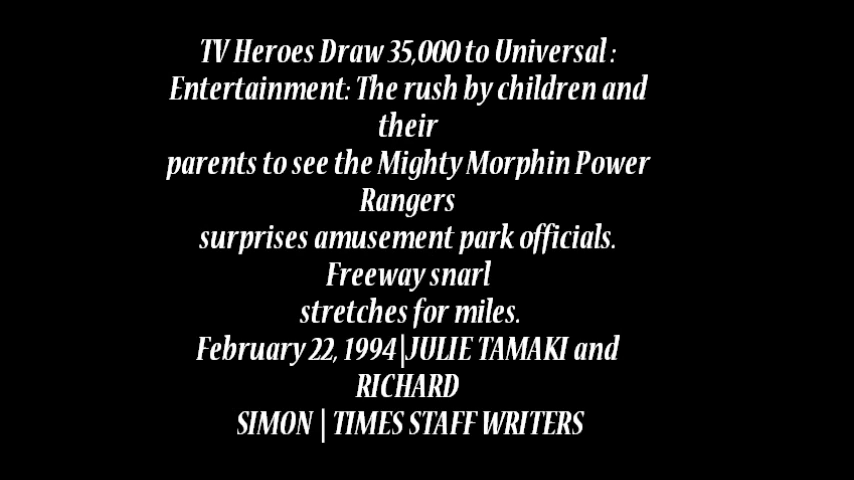 TV Heroes Draw 35,000 to Universal :
Entertainment: The rush by children and
their
parents to see the Mighty Morphin Power
Rangers
surprises amusement park officials.
Freeway snarl
stretches for miles.
February 22, 1994|JULIE TAMAKI and
RICHARD
SIMON | TIMES STAFF WRITERS